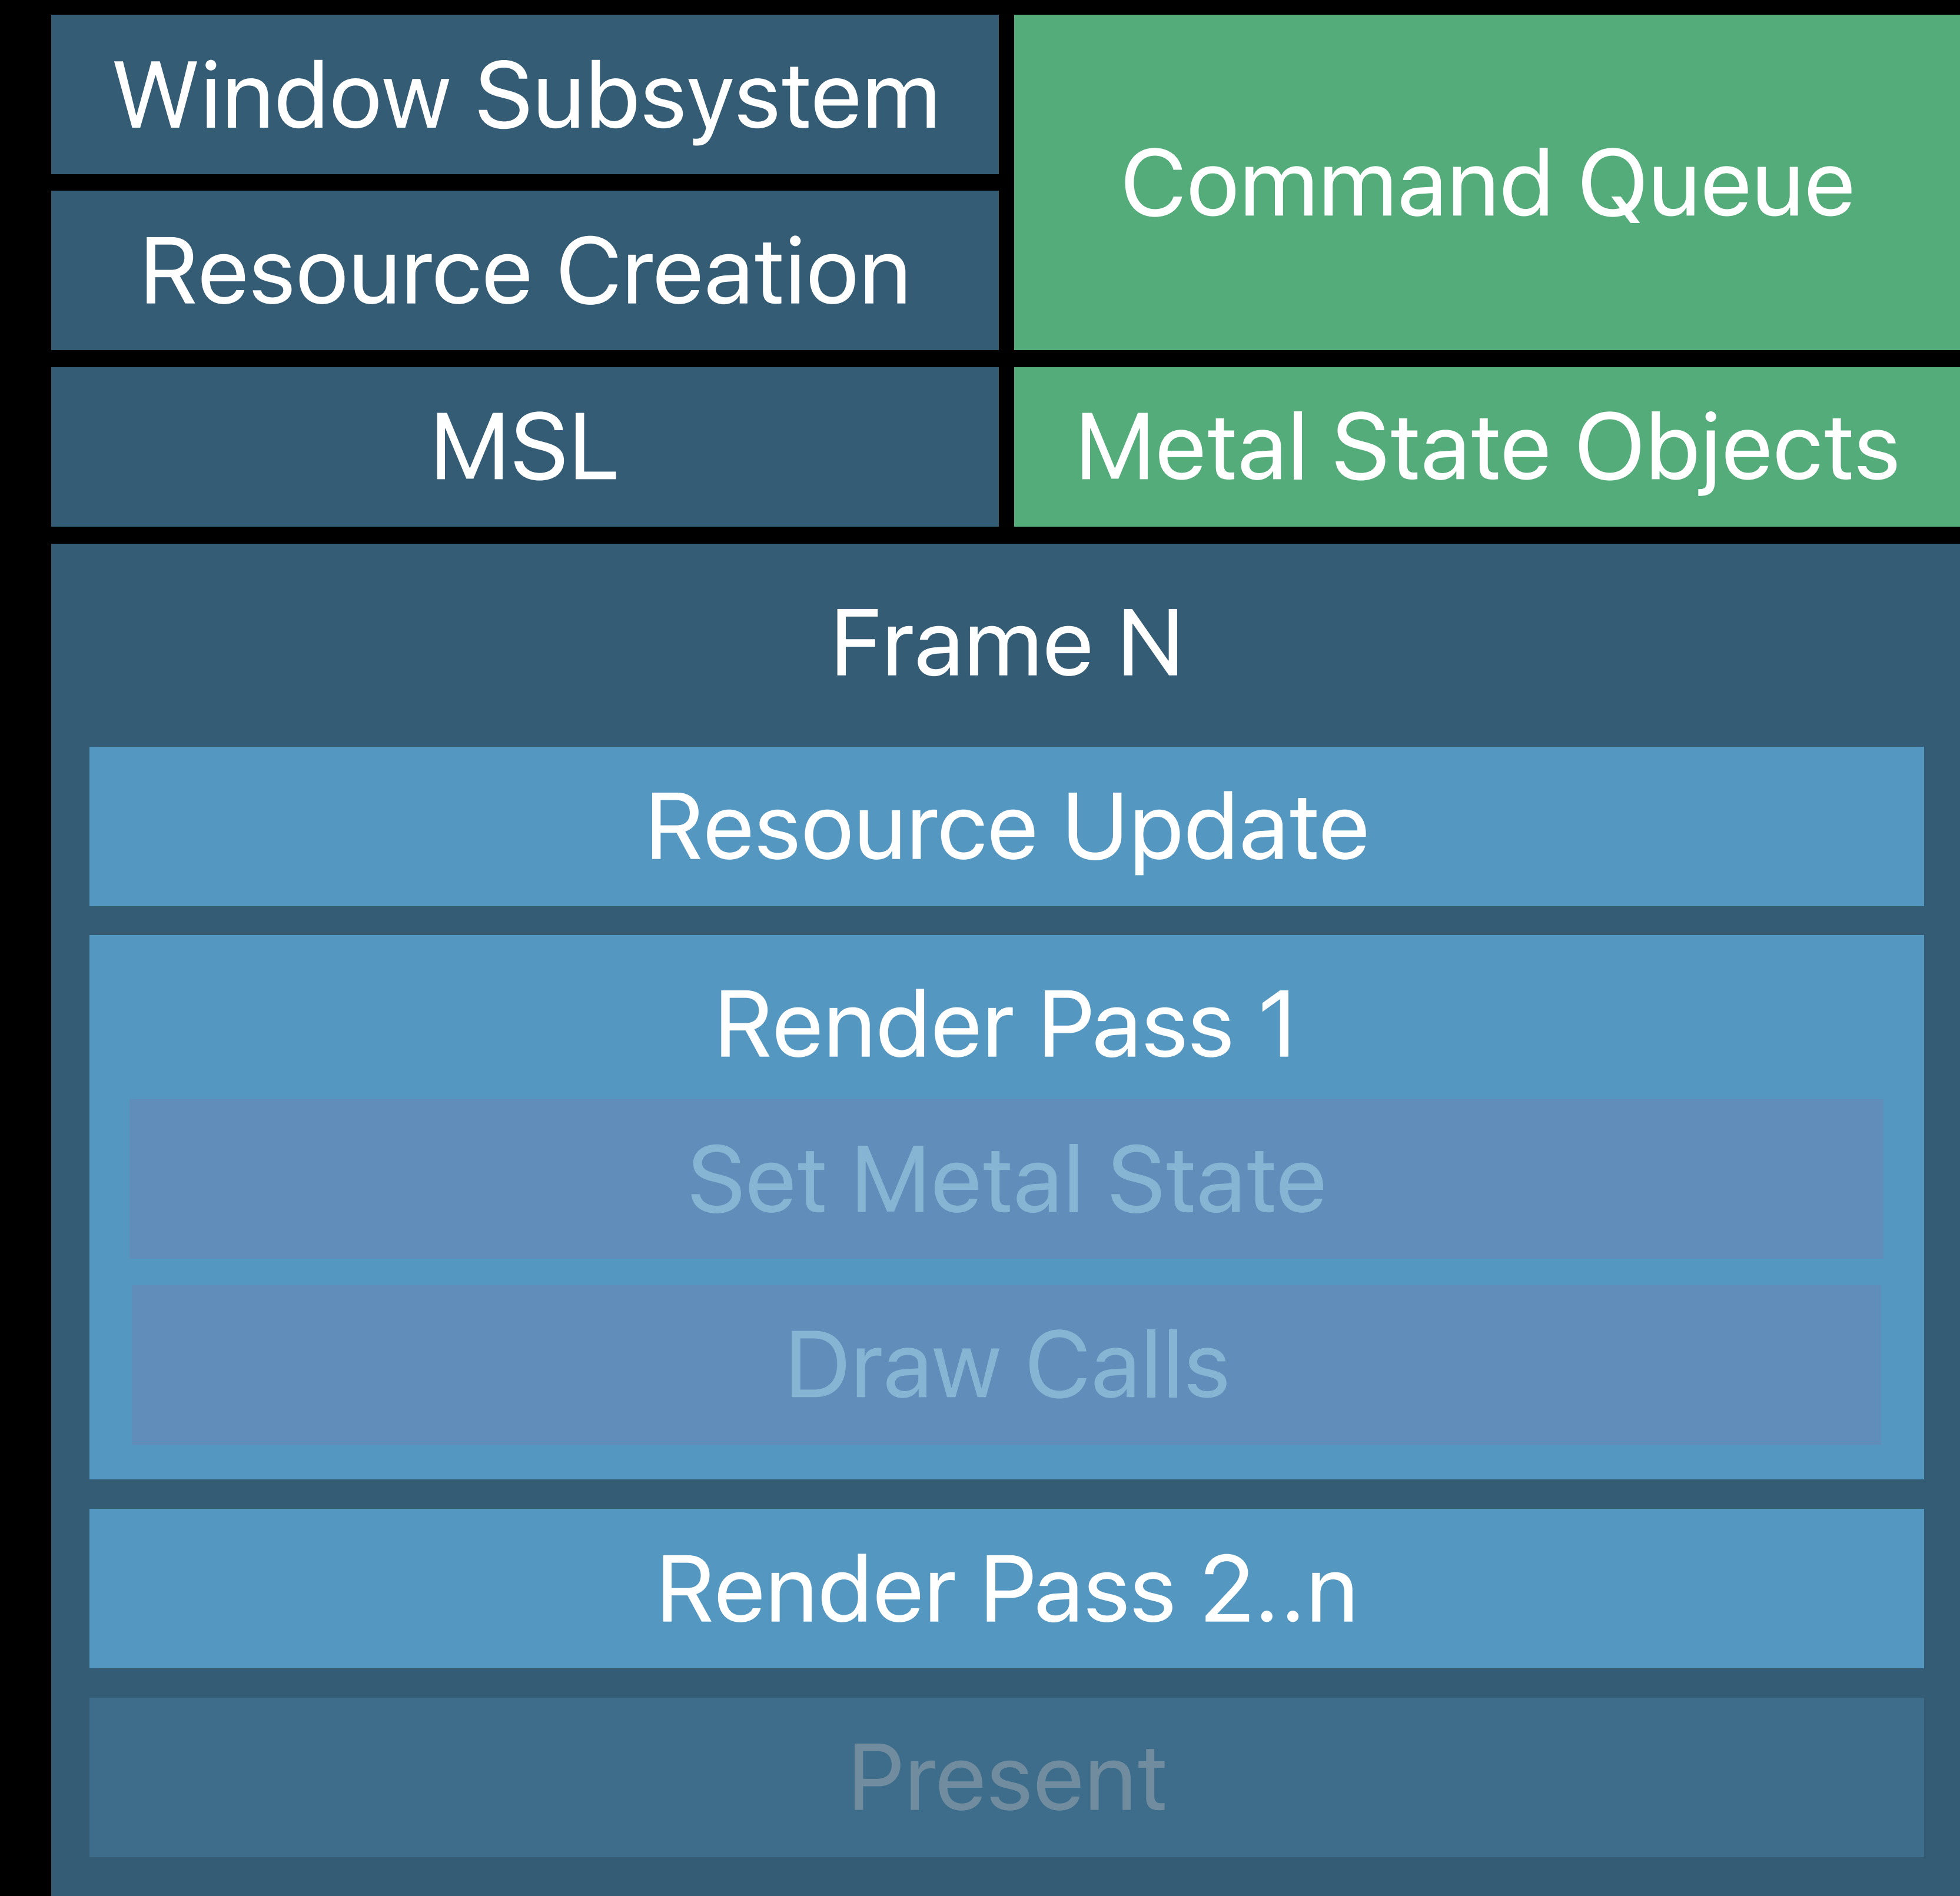 Window Subsystem
Command Queue
Resource Creation
MSL
Metal State Objects
Frame N
Resource Update
Render Pass 1
Set Metal State
Draw Calls
Render Pass 2..n
Present